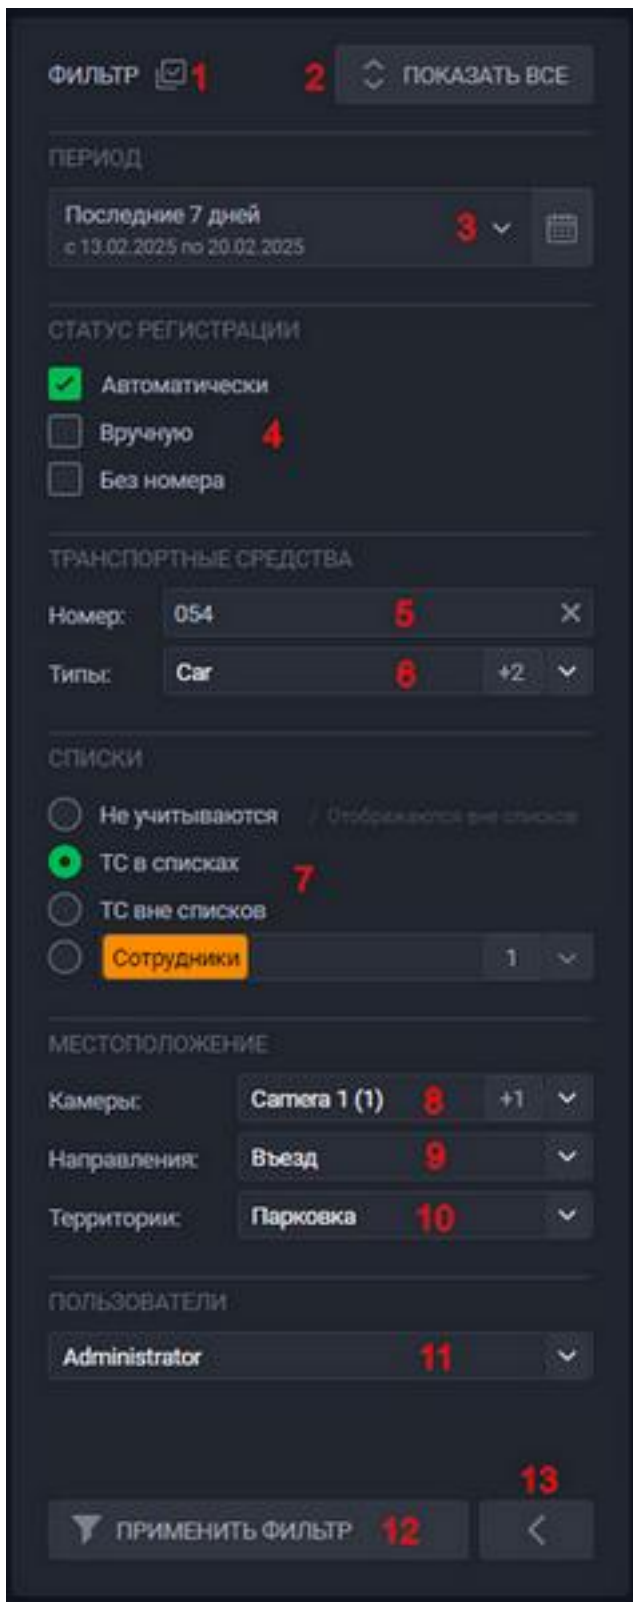 ФИЛЬТР 1 2 ПОКАЗАТЬ ВСЕ
ПЕРИОД
Последние 7 дней
с 13.02.2025 по 20.02.2025
3
СТАТУС РЕГИСТРАЦИИ
Автоматически
Вручную 4
Без номера
ТРАНСПОРТНЫЕ СРЕДСТВА
Номер: 054 5
Типы: Car 6 +2
СПИСКИ
Не учитываются / Отображаются вне списков
ТС в списках
7
ТС вне списков
Сотрудники 1
МЕСТОПОЛОЖЕНИЕ
Камеры: Camera 1 (1) 8 +1
Направления: Въезд 9
Территории: Парковка 10
ПОЛЬЗОВАТЕЛИ
Administrator 11
13
ПРИМЕНИТЬ ФИЛЬТР 12